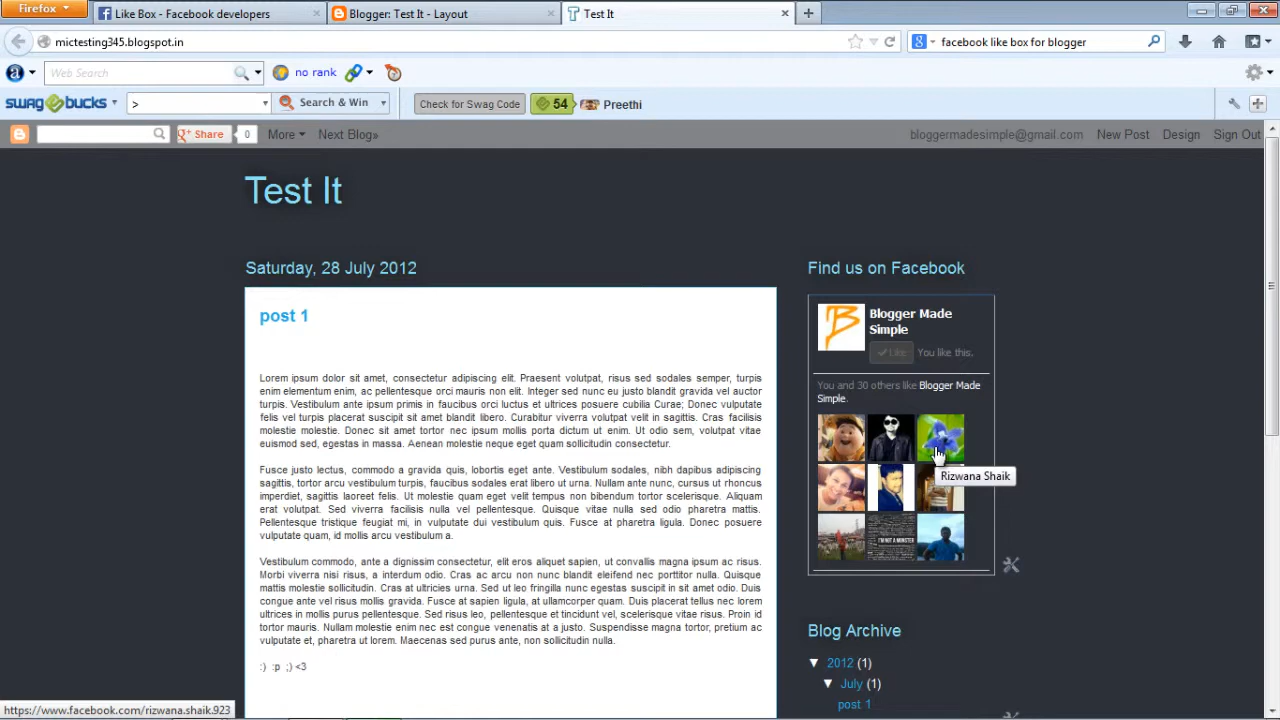 Firefox
Like Box - Facebook developers
Blogger: Test It - Layout
Test It
mictesting345.blogspot.in
facebook like box for blogger
Web Search
no rank
swagbucks
>
Search & Win
Check for Swag Code
54
Preethi
Share
0
More
Next Blog»
bloggermadesimple@gmail.com
New Post
Design
Sign Out
Test It
Saturday, 28 July 2012
Find us on Facebook
post 1
Blogger Made
Simple
Like
You like this.
You and 30 others like Blogger Made
Simple.
Rizwana Shaik
I'M NOT A MONSTER
Lorem ipsum dolor sit amet, consectetur adipiscing elit. Praesent volutpat, risus sed sodales semper, turpis
enim elementum enim, ac pellentesque orci mauris non elit. Integer sed nunc eu justo blandit gravida vel auctor
turpis. Vestibulum ante ipsum primis in faucibus orci luctus et ultrices posuere cubilia Curae; Donec vulputate
felis vel turpis placerat suscipit sit amet blandit libero. Curabitur viverra volutpat velit in sagittis. Cras facilisis
molestie molestie. Donec sit amet tortor ipsum mollis porta dictum ut enim. Ut odio sem, volutpat vitae
euismod sed, egestas in massa. Aenean molestie neque eget quam sollicitudin consectetur.
Fusce justo lectus, commodo a gravida quis, lobortis eget ante. Vestibulum sodales, nibh dapibus adipiscing
sagittis, tortor arcu vestibulum turpis, faucibus sodales erat libero ut urna. Nullam ante nunc, cursus ut rhoncus
imperdiet, sagittis laoreet felis. Ut molestie quam eget velit tempus non bibendum tortor scelerisque. Aliquam
erat volutpat. Sed viverra facilisis volutpat vel pellentesque. Quisque vitae nulla sed odio pharetra mattis.
Pellentesque tristique feugiat mi, in vulputate dui vestibulum quis. Fusce at pharetra ligula. Donec posuere
vulputate quam, id mollis arcu vestibulum a.
Vestibulum commodo, ante a dignissim consectetur, elit eros aliquet sapien, ut convallis magna ipsum ac risus.
Morbi viverra nisi risus, a interdum odio. Cras ac arcu non nunc blandit eleifend nec porttitor nulla. Quisque
mattis molestie sollicitudin. Cras at ultricies urna. Sed ut leo fringilla nunc egestas suscipit in sit amet odio. Duis
congue ante vel risus mollis gravida. Fusce at sapien ligula, at ullamcorper quam. Duis placerat tellus nec lorem
ultrices in mollis purus pellentesque. Sed risus leo, pellentesque et tincidunt vel, scelerisque vitae risus. Proin id
tortor mauris. Nullam molestie est nec est congue venenatis at a justo. Suspendisse magna tortor, pretium ac
vulputate et, pharetra ut lorem. Maecenas sed purus ante, non sollicitudin nulla.
:) :p ;) <3
Blog Archive
▼ 2012 (1)
▼ July (1)
post 1
https://www.facebook.com/rizwana.shaik.923